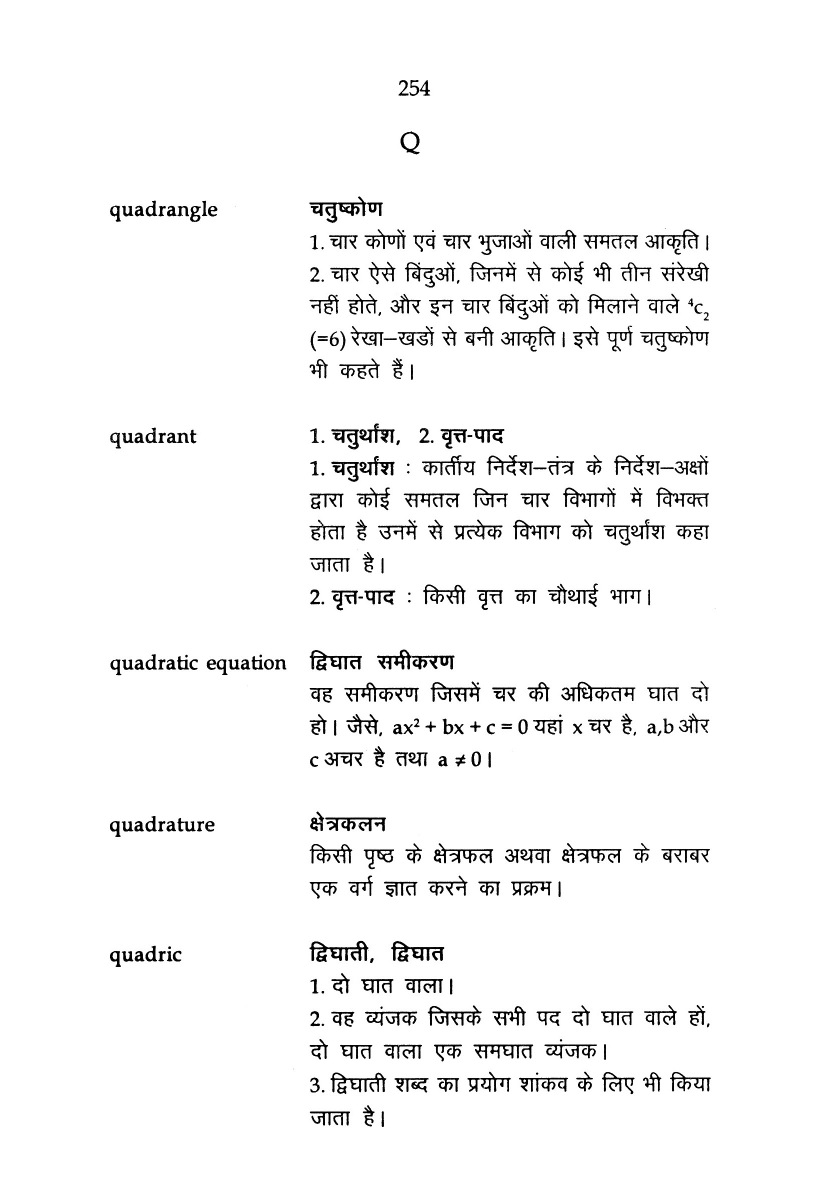 254
Q
quadrangle चतुष्कोण
1. चार कोणों एवं चार भुजाओं वाली समतल आकृति।
2. चार ऐसे बिंदुओं, जिनमें से कोई भी तीन संरेखी
नहीं होते, और इन चार बिंदुओं को मिलाने वाले ⁴c₂
(=6) रेखा–खडों से बनी आकृति। इसे पूर्ण चतुष्कोण
भी कहते हैं।
quadrant 1. चतुर्थांश, 2. वृत्त-पाद
1. चतुर्थांश : कार्तीय निर्देश–तंत्र के निर्देश–अक्षों
द्वारा कोई समतल जिन चार विभागों में विभक्त
होता है उनमें से प्रत्येक विभाग को चतुर्थांश कहा
जाता है।
2. वृत्त-पाद : किसी वृत्त का चौथाई भाग।
quadratic equation द्विघात समीकरण
वह समीकरण जिसमें चर की अधिकतम घात दो
हो। जैसे, ax² + bx + c = 0 यहां x चर है, a,b और
c अचर है तथा a ≠ 0।
quadrature क्षेत्रकलन
किसी पृष्ठ के क्षेत्रफल अथवा क्षेत्रफल के बराबर
एक वर्ग ज्ञात करने का प्रक्रम।
quadric द्विघाती, द्विघात
1. दो घात वाला।
2. वह व्यंजक जिसके सभी पद दो घात वाले हों,
दो घात वाला एक समघात व्यंजक।
3. द्विघाती शब्द का प्रयोग शांकव के लिए भी किया
जाता है।